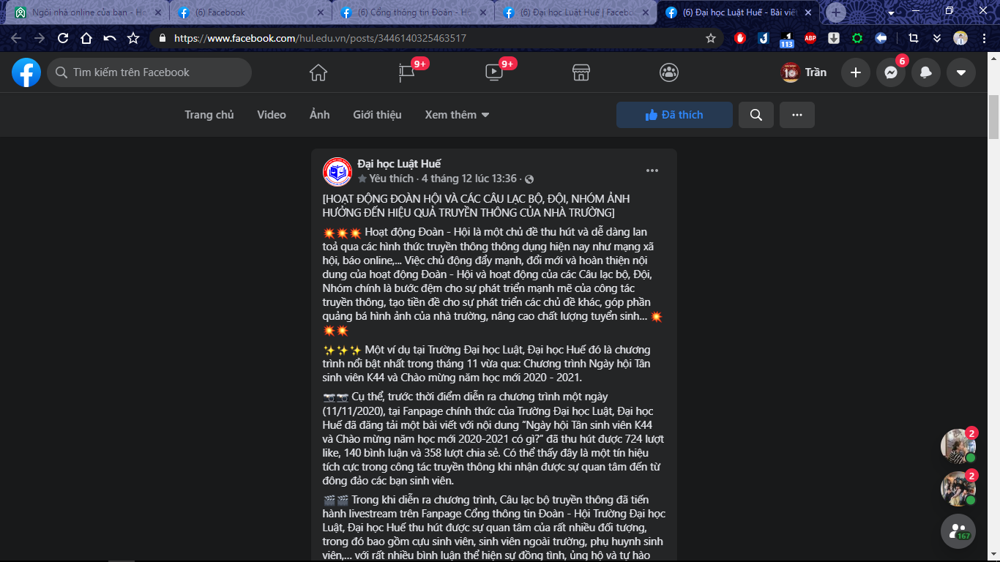 Ngôi nhà online của bạn - Ho
(6) Facebook
(6) Cổng thông tin Đoàn - Hộ
(6) Đại học Luật Huế | Facebo
(6) Đại học Luật Huế - Bài viết
https://www.facebook.com/hul.edu.vn/posts/3446140325463517
113
ABP
Tìm kiếm trên Facebook
9+
9+
Trần
6
Trang chủ
Video
Ảnh
Giới thiệu
Xem thêm
Đã thích
Đại học Luật Huế
Yêu thích · 4 tháng 12 lúc 13:36 ·
[HOẠT ĐỘNG ĐOÀN HỘI VÀ CÁC CÂU LẠC BỘ, ĐỘI, NHÓM ẢNH
HƯỞNG ĐẾN HIỆU QUẢ TRUYỀN THÔNG CỦA NHÀ TRƯỜNG]
💥💥💥 Hoạt động Đoàn - Hội là một chủ đề thu hút và dễ dàng lan
toả qua các hình thức truyền thông thông dụng hiện nay như mạng xã
hội, báo online,... Việc chủ động đẩy mạnh, đổi mới và hoàn thiện nội
dung của hoạt động Đoàn - Hội và hoạt động của các Câu lạc bộ, Đội,
Nhóm chính là bước đệm cho sự phát triển mạnh mẽ của công tác
truyền thông, tạo tiền đề cho sự phát triển các chủ đề khác, góp phần
quảng bá hình ảnh của nhà trường, nâng cao chất lượng tuyển sinh... 💥
💥💥
✨✨✨ Một ví dụ tại Trường Đại học Luật, Đại học Huế đó là chương
trình nổi bật nhất trong tháng 11 vừa qua: Chương trình Ngày hội Tân
sinh viên K44 và Chào mừng năm học mới 2020 - 2021.
📷📷 Cụ thể, trước thời điểm diễn ra chương trình một ngày
(11/11/2020), tại Fanpage chính thức của Trường Đại học Luật, Đại học
Huế đã đăng tải một bài viết với nội dung “Ngày hội Tân sinh viên K44
và Chào mừng năm học mới 2020-2021 có gì?” đã thu hút được 724 lượt
like, 140 bình luận và 358 lượt chia sẻ. Có thể thấy đây là một tín hiệu
tích cực trong công tác truyền thông khi nhận được sự quan tâm đến từ
đông đảo các bạn sinh viên.
🎬🎬 Trong khi diễn ra chương trình, Câu lạc bộ truyền thông đã tiến
hành livestream trên Fanpage Cổng thông tin Đoàn - Hội Trường Đại học
Luật, Đại học Huế thu hút được sự quan tâm của rất nhiều đối tượng,
trong đó bao gồm cựu sinh viên, sinh viên ngoài trường, phụ huynh sinh
viên,... với rất nhiều bình luận thể hiện sự đồng tình, ủng hộ và tự hào
2
2
167